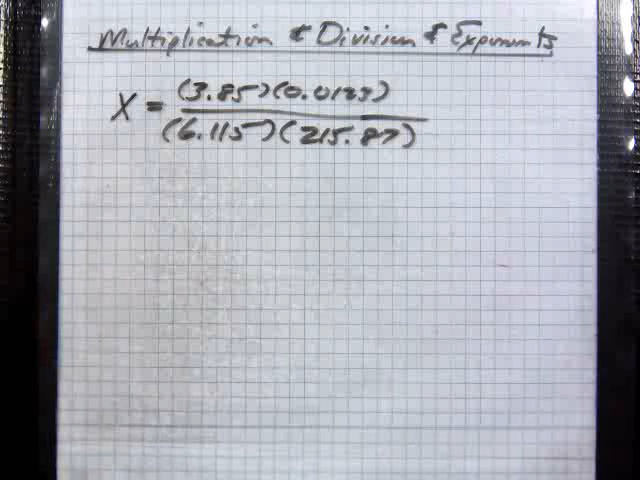 Multiplication & Division & Exponents
X = (3.85)(0.0123)
(6.115)(215.87)